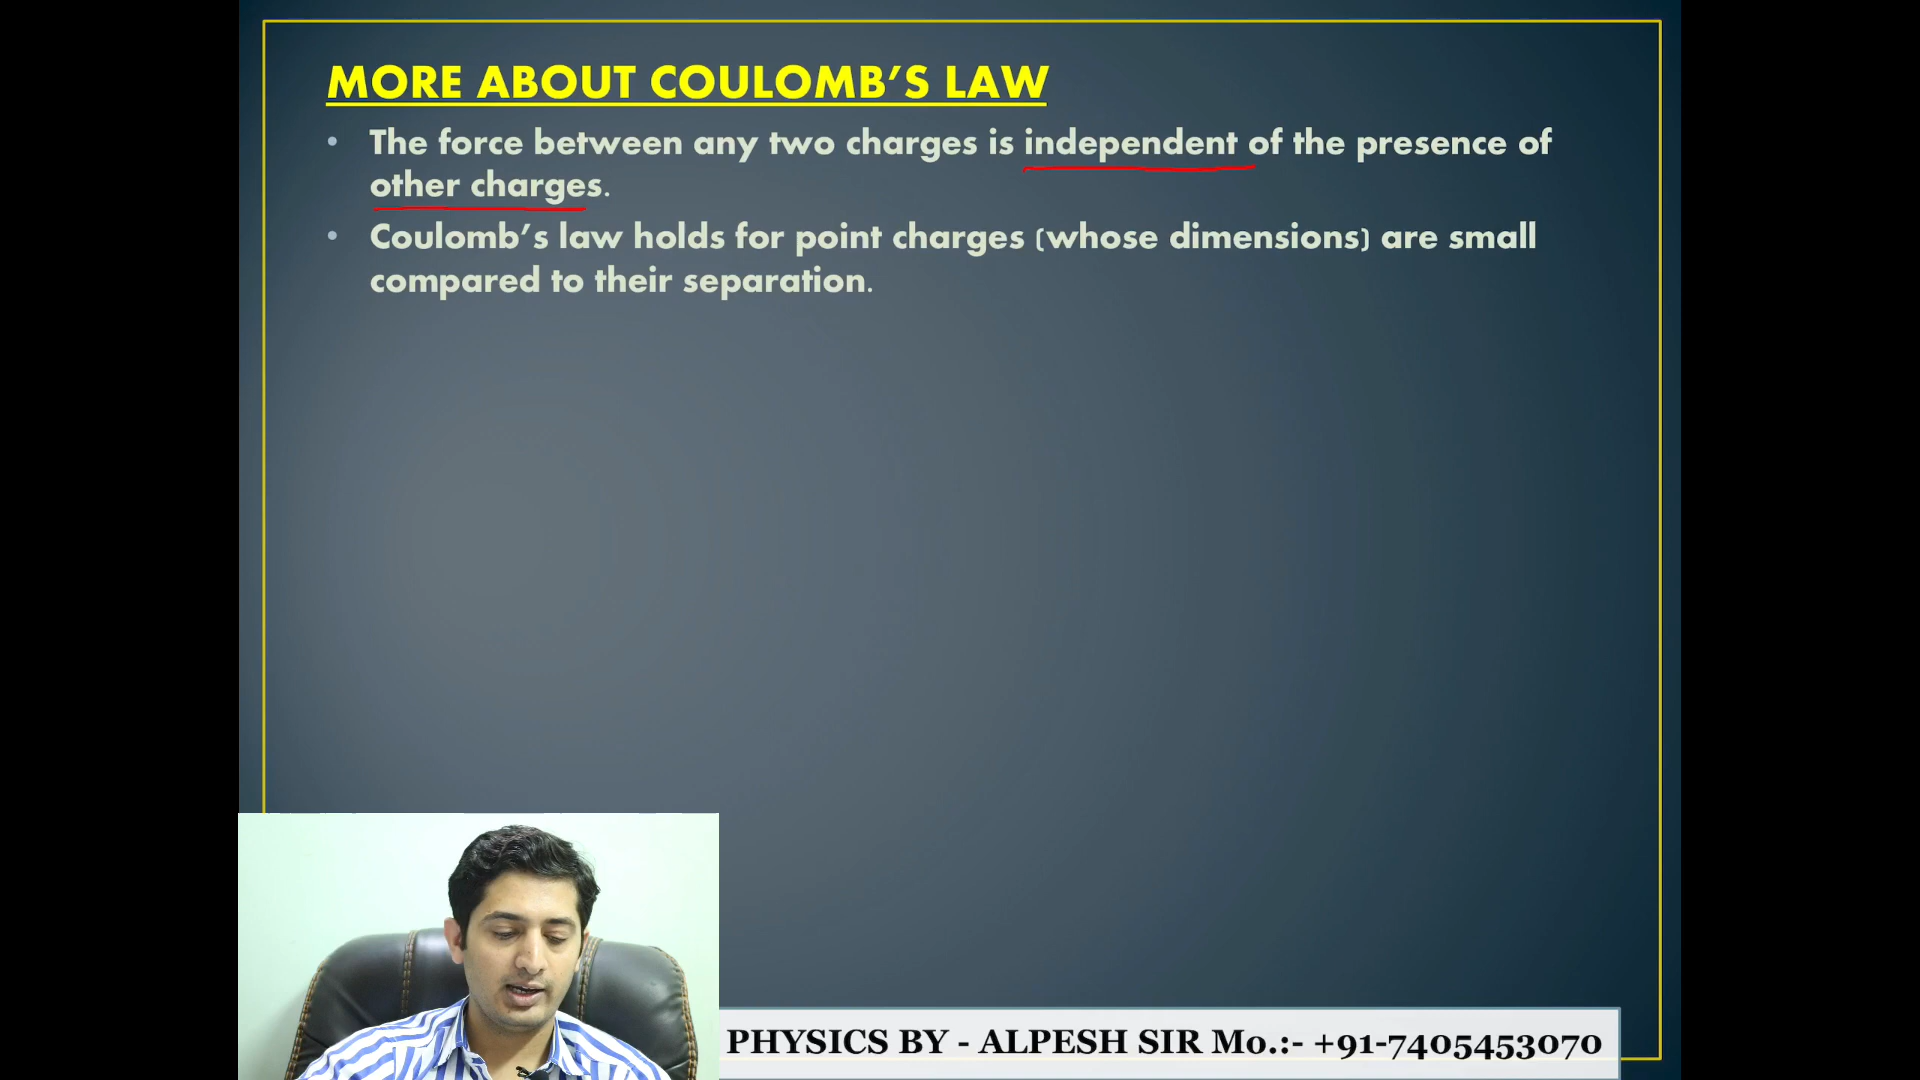 MORE ABOUT COULOMB'S LAW
• The force between any two charges is independent of the presence of
other charges.
• Coulomb's law holds for point charges (whose dimensions) are small
compared to their separation.
PHYSICS BY - ALPESH SIR Mo.:- +91-7405453070